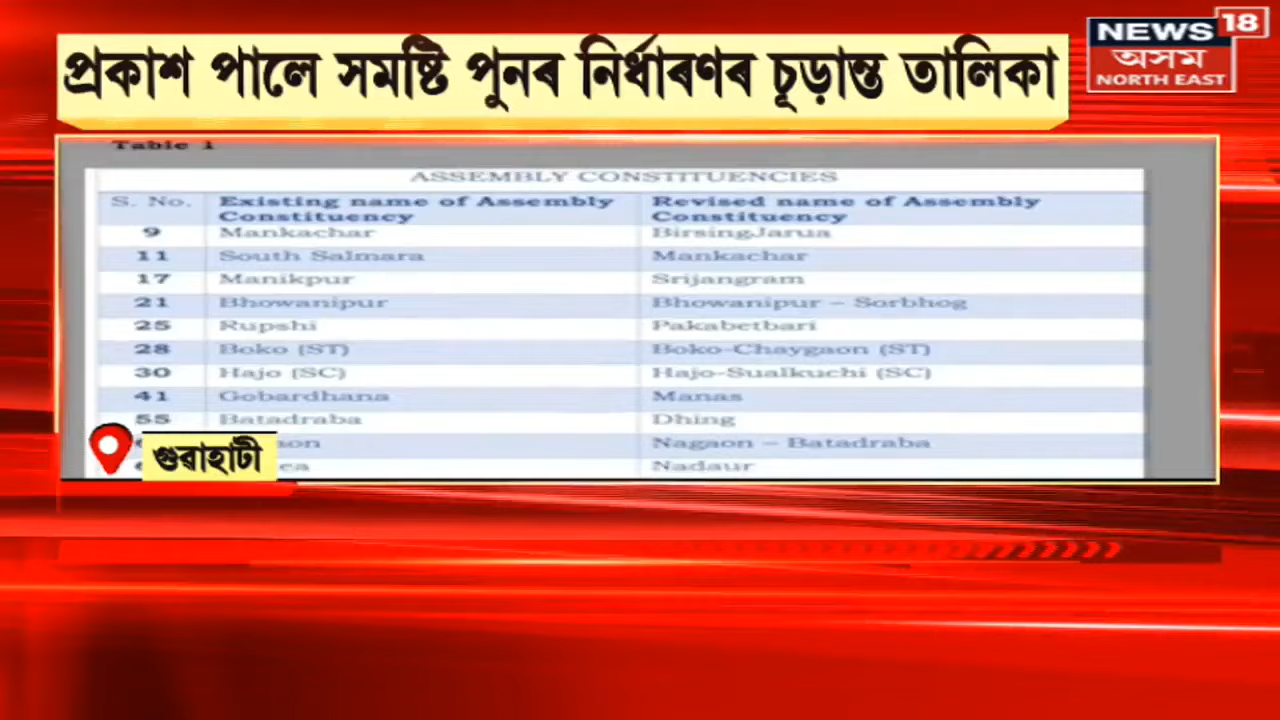 প্ৰকাশ পালে সমষ্টি পুনৰ নিৰ্ধাৰণৰ চূড়ান্ত তালিকা
NEWS 18
অসম
NORTH EAST
Table 1
ASSEMBLY CONSTITUENCIES
S. No. Existing name of Assembly Constituency Revised name of Assembly Constituency
9 Mankachar BirsingJarua
11 South Salmara Mankachar
17 Manikpur Srijangram
21 Bhowanipur Bhowanipur – Sorbhog
25 Rupshi Pakabetbari
28 Boko (ST) Boko-Chaygaon (ST)
30 Hajo (SC) Hajo-Sualkuchi (SC)
41 Gobardhana Manas
55 Batadraba Dhing
Nagaon – Batadraba
Nadaur
গুৱাহাটী